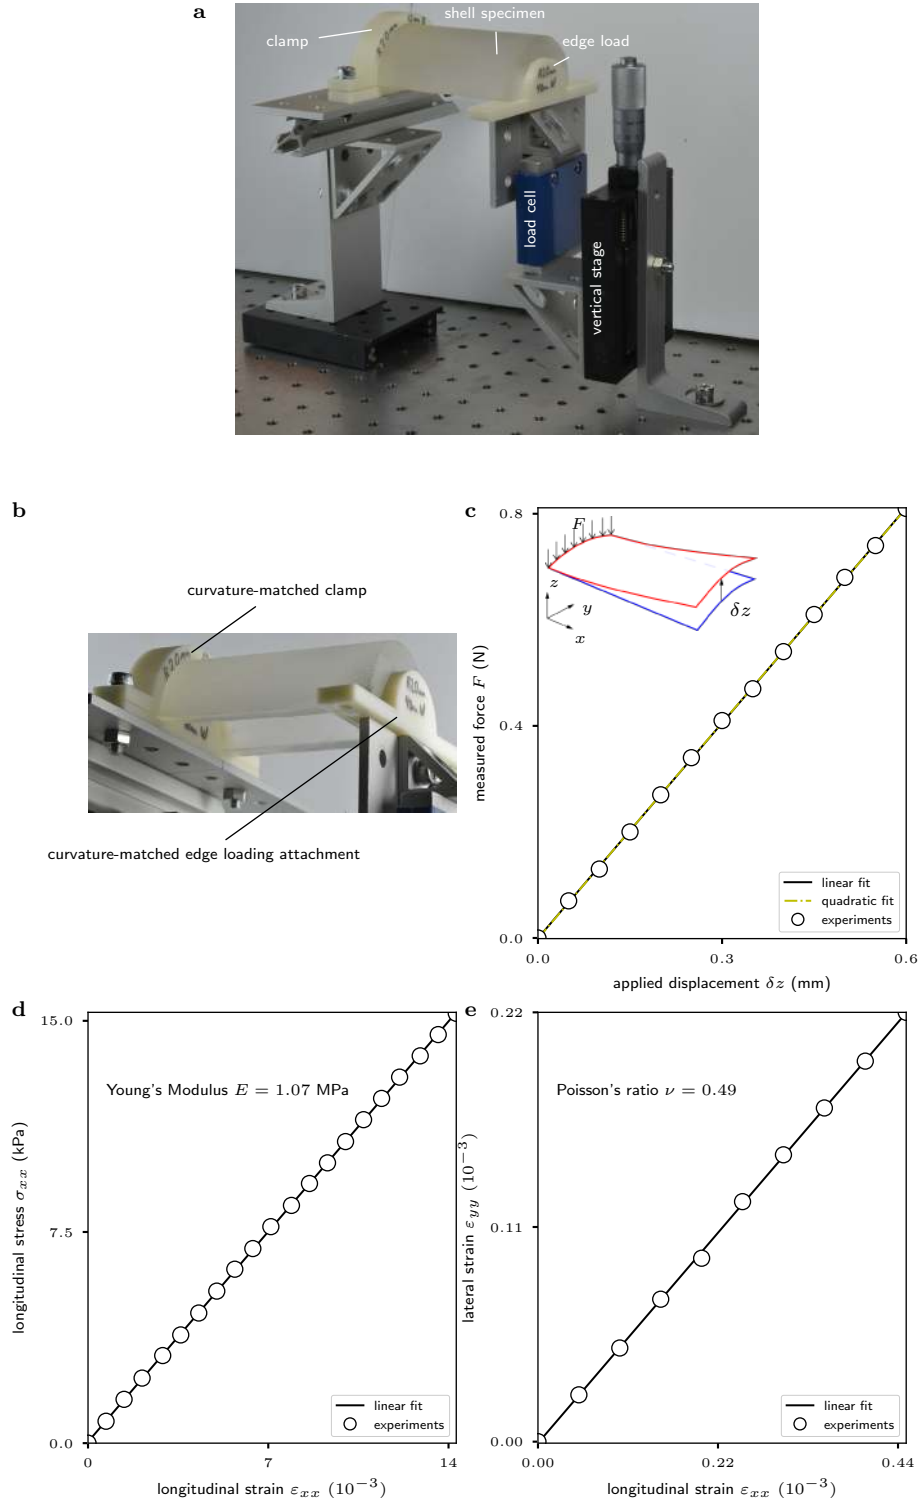 a
shell specimen
clamp
edge load
load cell
vertical stage
b
curvature-matched clamp
curvature-matched edge loading attachment
c
0.8
0.4
0.0
measured force F (N)
F
z
y
x
δz
linear fit
quadratic fit
experiments
0.0 0.3 0.6
applied displacement δz (mm)
d
15.0
7.5
0.0
longitudinal stress σxx (kPa)
Young's Modulus E = 1.07 MPa
linear fit
experiments
0 7 14
longitudinal strain εxx (10⁻³)
e
0.22
0.11
0.00
lateral strain εyy (10⁻³)
Poisson's ratio ν = 0.49
linear fit
experiments
0.00 0.22 0.44
longitudinal strain εxx (10⁻³)